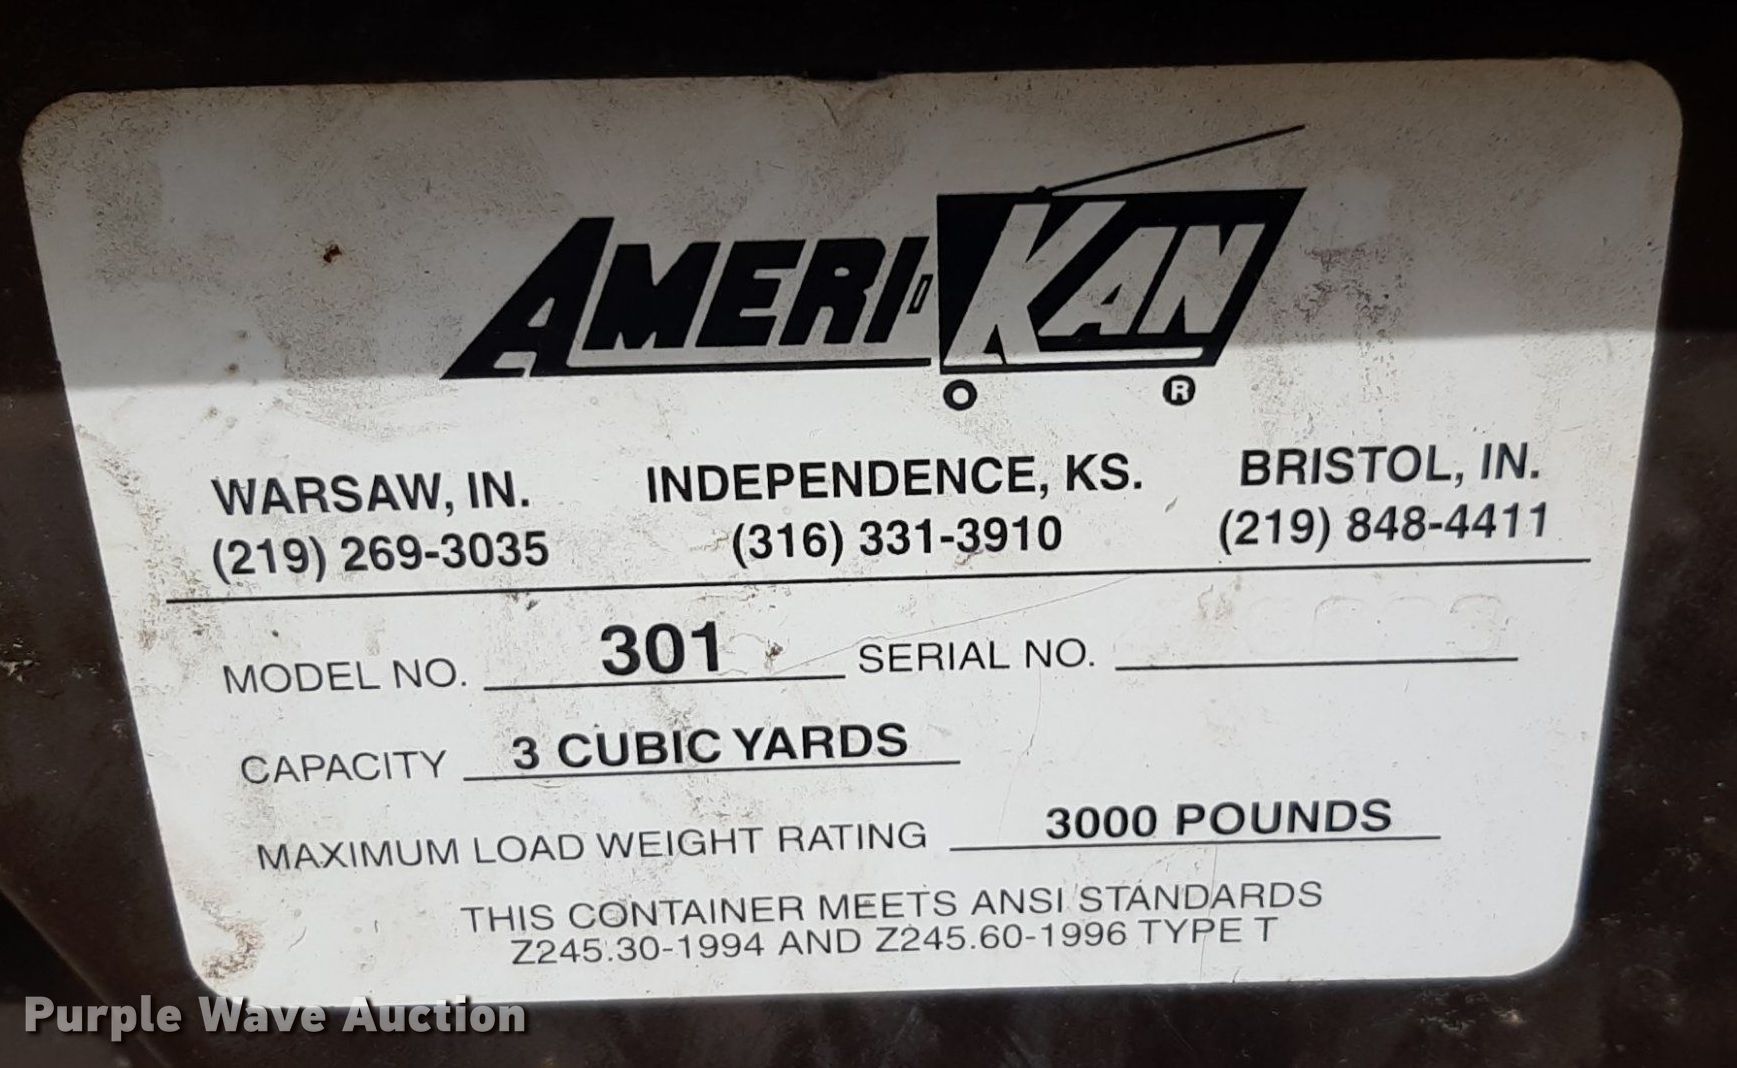 AMERI-KAN ®
WARSAW, IN. INDEPENDENCE, KS. BRISTOL, IN.
(219) 269-3035 (316) 331-3910 (219) 848-4411
MODEL NO. 301 SERIAL NO.
CAPACITY 3 CUBIC YARDS
MAXIMUM LOAD WEIGHT RATING 3000 POUNDS
THIS CONTAINER MEETS ANSI STANDARDS
Z245.30-1994 AND Z245.60-1996 TYPE T
Purple Wave Auction